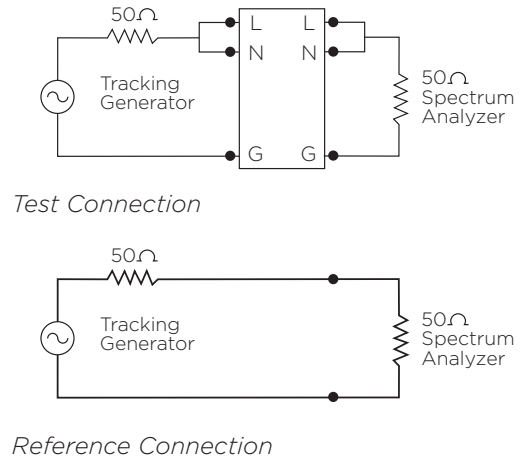 50Ω
L L
N N
Tracking
Generator
50Ω
Spectrum
Analyzer
G G
Test Connection
50Ω
Tracking
Generator
50Ω
Spectrum
Analyzer
Reference Connection